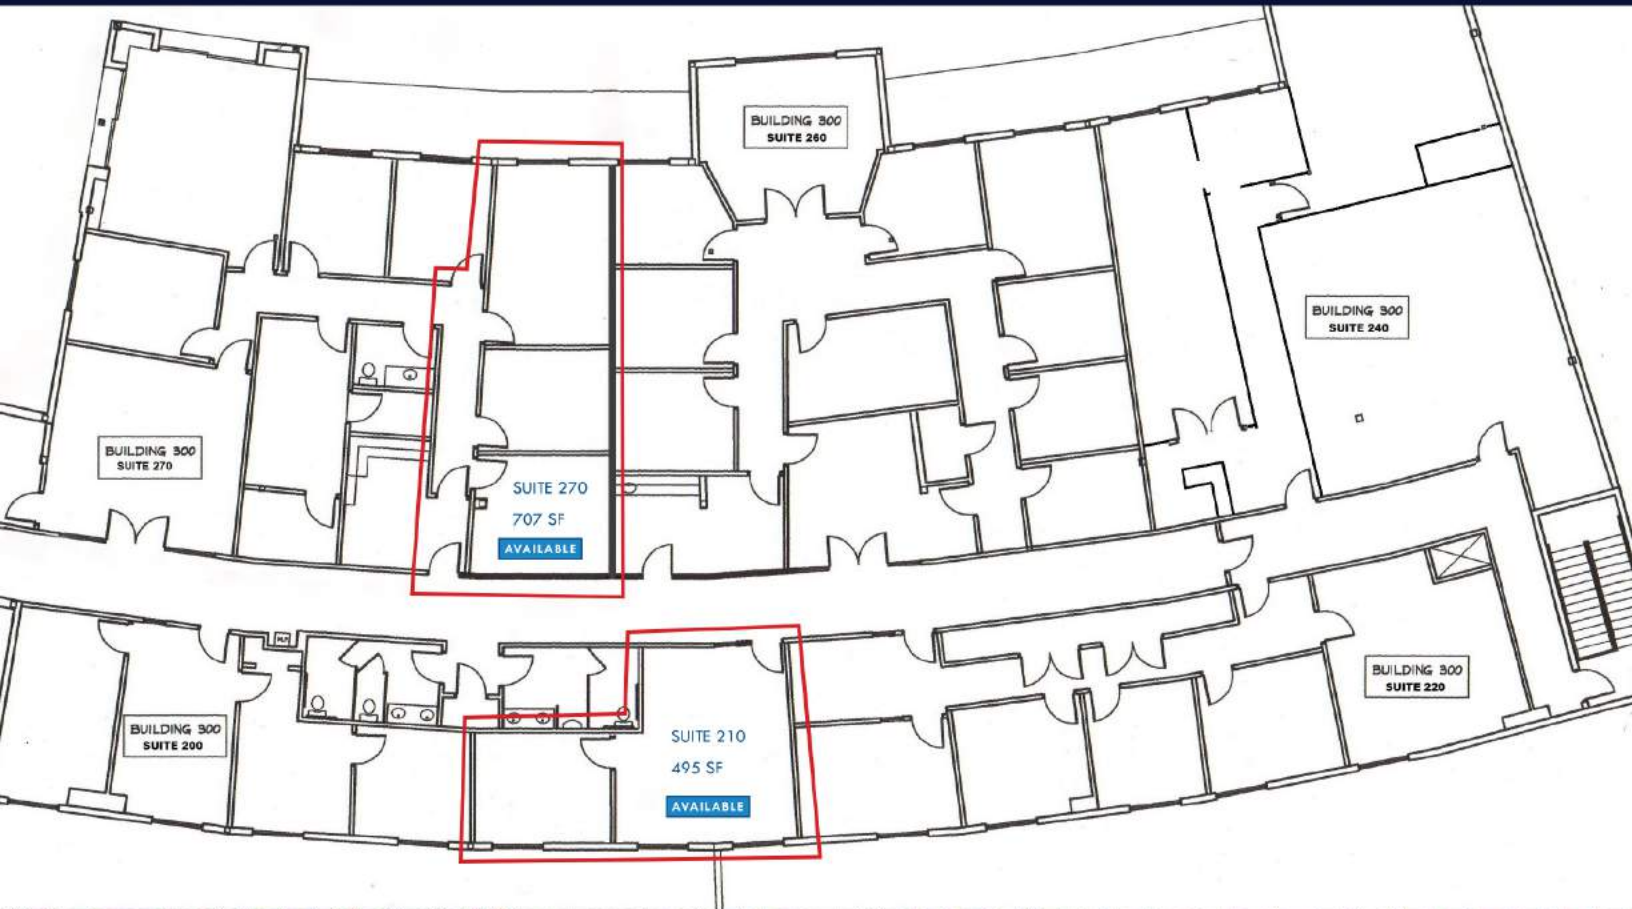 BUILDING 300
SUITE 260
BUILDING 300
SUITE 240
BUILDING 300
SUITE 270
SUITE 270
707 SF
AVAILABLE
BUILDING 300
SUITE 220
BUILDING 300
SUITE 200
SUITE 210
495 SF
AVAILABLE